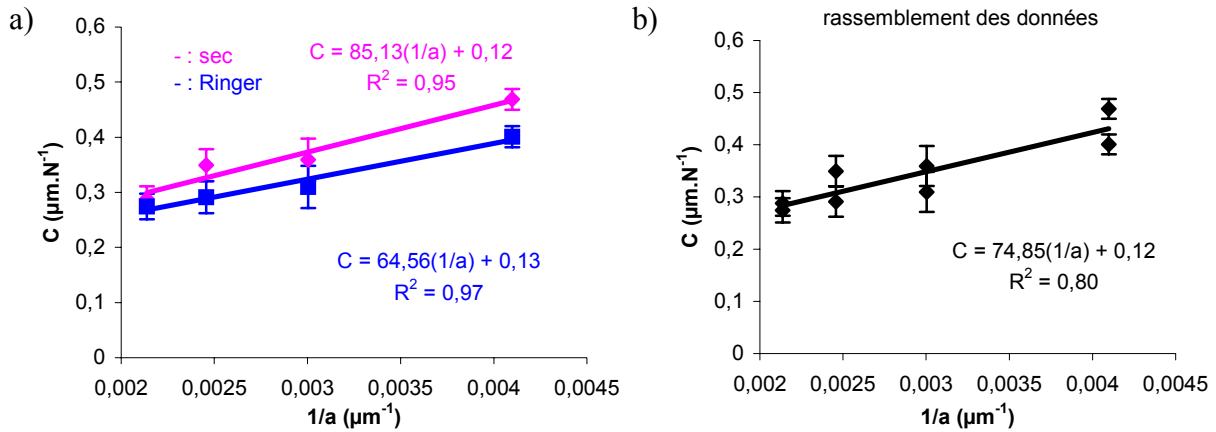 a)
0,6
0,5
0,4
0,3
0,2
0,1
0
C (µm.N⁻¹)
- : sec
- : Ringer
C = 85,13(1/a) + 0,12
R² = 0,95
C = 64,56(1/a) + 0,13
R² = 0,97
0,002 0,0025 0,003 0,0035 0,004 0,0045
1/a (µm⁻¹)
b)
rassemblement des données
0,6
0,5
0,4
0,3
0,2
0,1
0
C (µm.N⁻¹)
C = 74,85(1/a) + 0,12
R² = 0,80
0,002 0,0025 0,003 0,0035 0,004 0,0045
1/a (µm⁻¹)